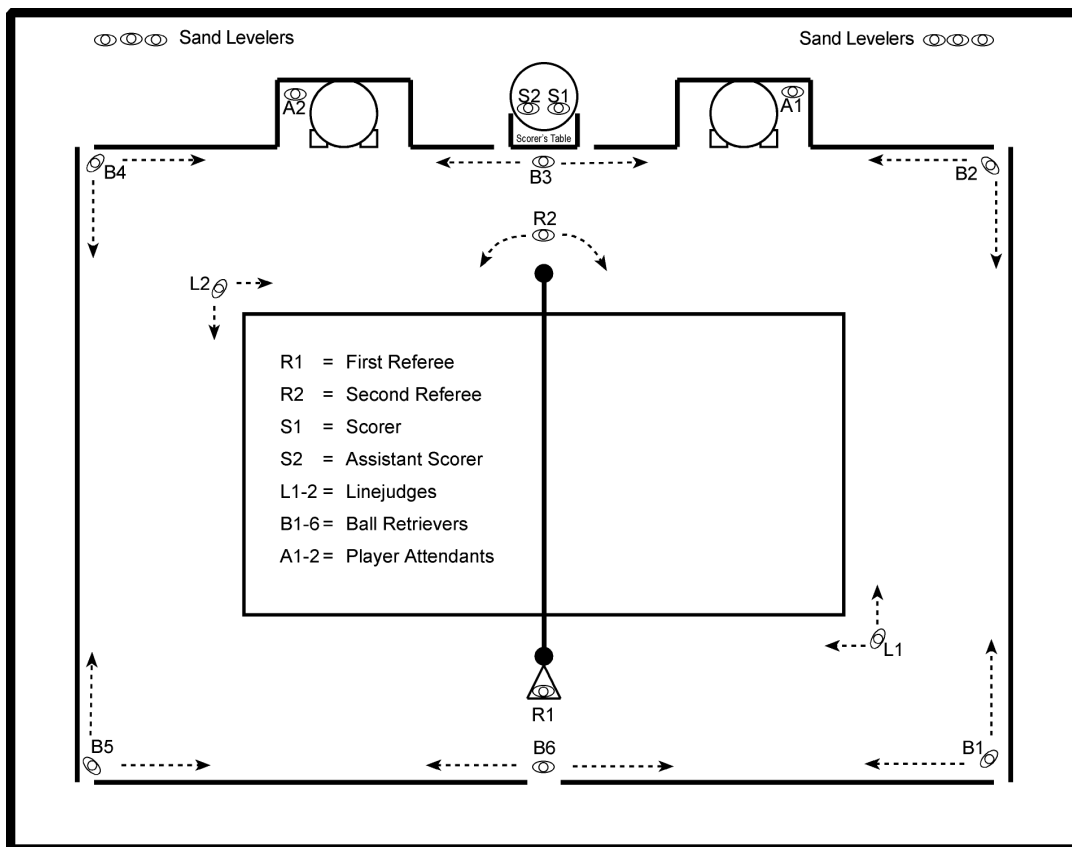 Sand Levelers
Sand Levelers
A2
S2 S1
A1
Scorer's Table
B4
B3
B2
R2
L2
R1 = First Referee
R2 = Second Referee
S1 = Scorer
S2 = Assistant Scorer
L1-2 = Linejudges
B1-6 = Ball Retrievers
A1-2 = Player Attendants
L1
R1
B5
B6
B1